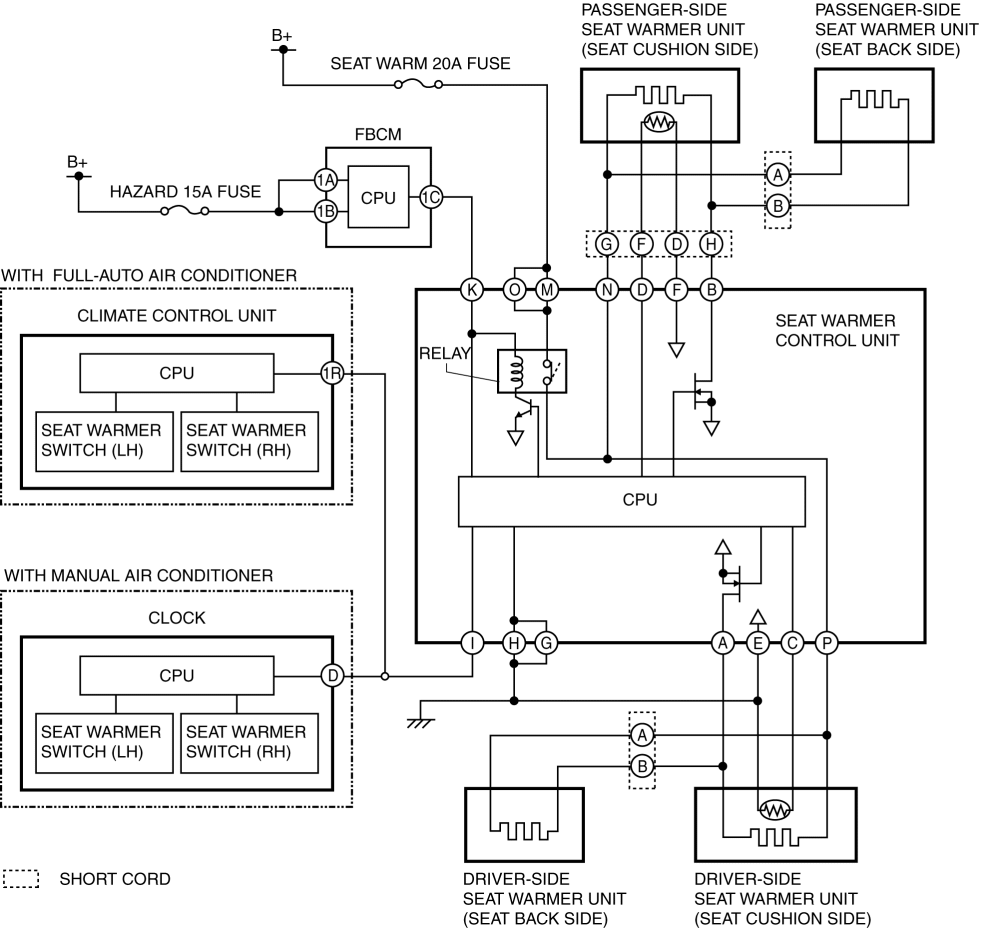 PASSENGER-SIDE
SEAT WARMER UNIT
(SEAT CUSHION SIDE)
PASSENGER-SIDE
SEAT WARMER UNIT
(SEAT BACK SIDE)
B+
SEAT WARM 20A FUSE
FBCM
B+
HAZARD 15A FUSE
1A
1B
CPU
1C
A
B
G
F
D
H
WITH FULL-AUTO AIR CONDITIONER
CLIMATE CONTROL UNIT
CPU
1R
SEAT WARMER
SWITCH (LH)
SEAT WARMER
SWITCH (RH)
K
O
M
N
D
F
B
SEAT WARMER
CONTROL UNIT
RELAY
CPU
WITH MANUAL AIR CONDITIONER
CLOCK
CPU
D
SEAT WARMER
SWITCH (LH)
SEAT WARMER
SWITCH (RH)
I
H
G
A
E
C
P
A
B
SHORT CORD
DRIVER-SIDE
SEAT WARMER UNIT
(SEAT BACK SIDE)
DRIVER-SIDE
SEAT WARMER UNIT
(SEAT CUSHION SIDE)